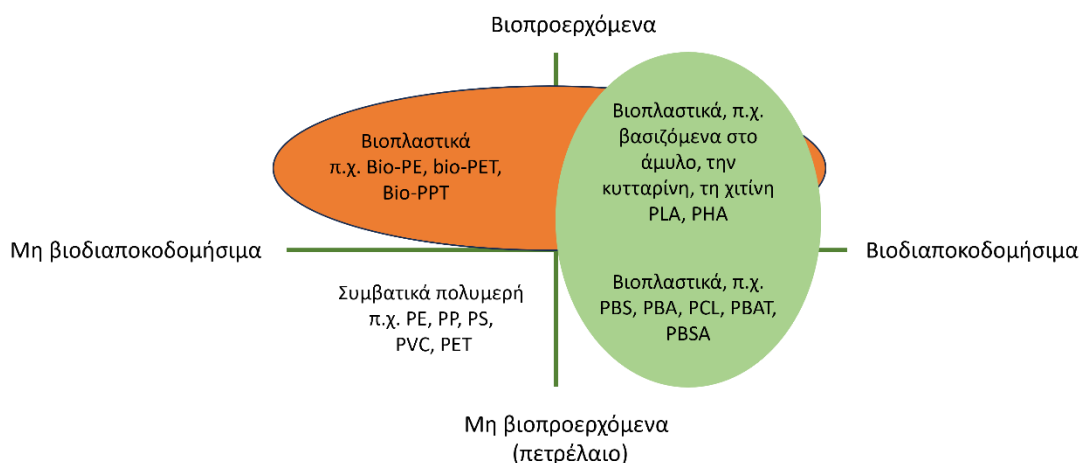 Βιοπροερχόμενα
Βιοπλαστικά
π.χ. Bio-PE, bio-PET,
Bio-PPT
Βιοπλαστικά, π.χ.
βασιζόμενα στο
άμυλο, την
κυτταρίνη, τη χιτίνη
PLA, PHA
Μη βιοδιαποκοδομήσιμα
Βιοδιαποκοδομήσιμα
Συμβατικά πολυμερή
π.χ. PE, PP, PS,
PVC, PET
Βιοπλαστικά, π.χ.
PBS, PBA, PCL, PBAT,
PBSA
Μη βιοπροερχόμενα
(πετρέλαιο)